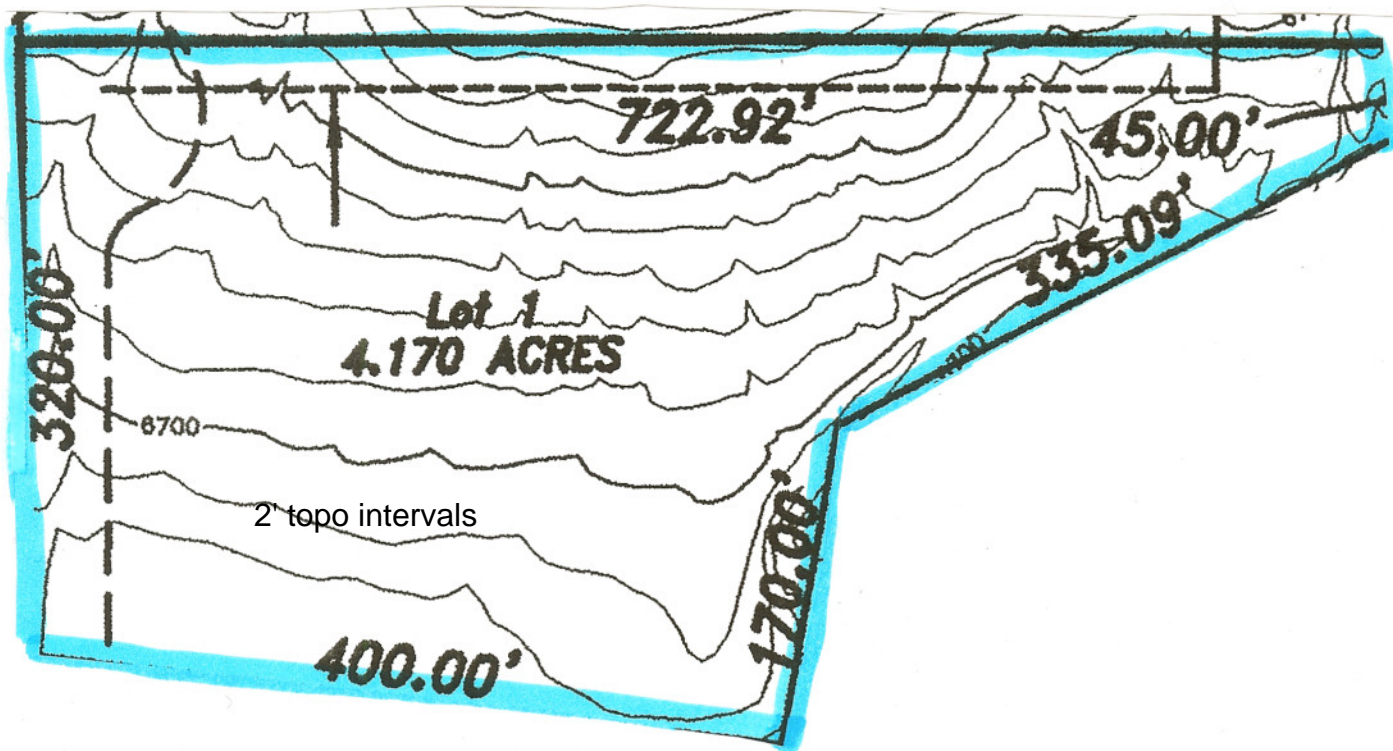 722.92'
45.00'
335.09'
320.00'
Lot 1
4.170 ACRES
6700
2' topo intervals
170.00'
400.00'